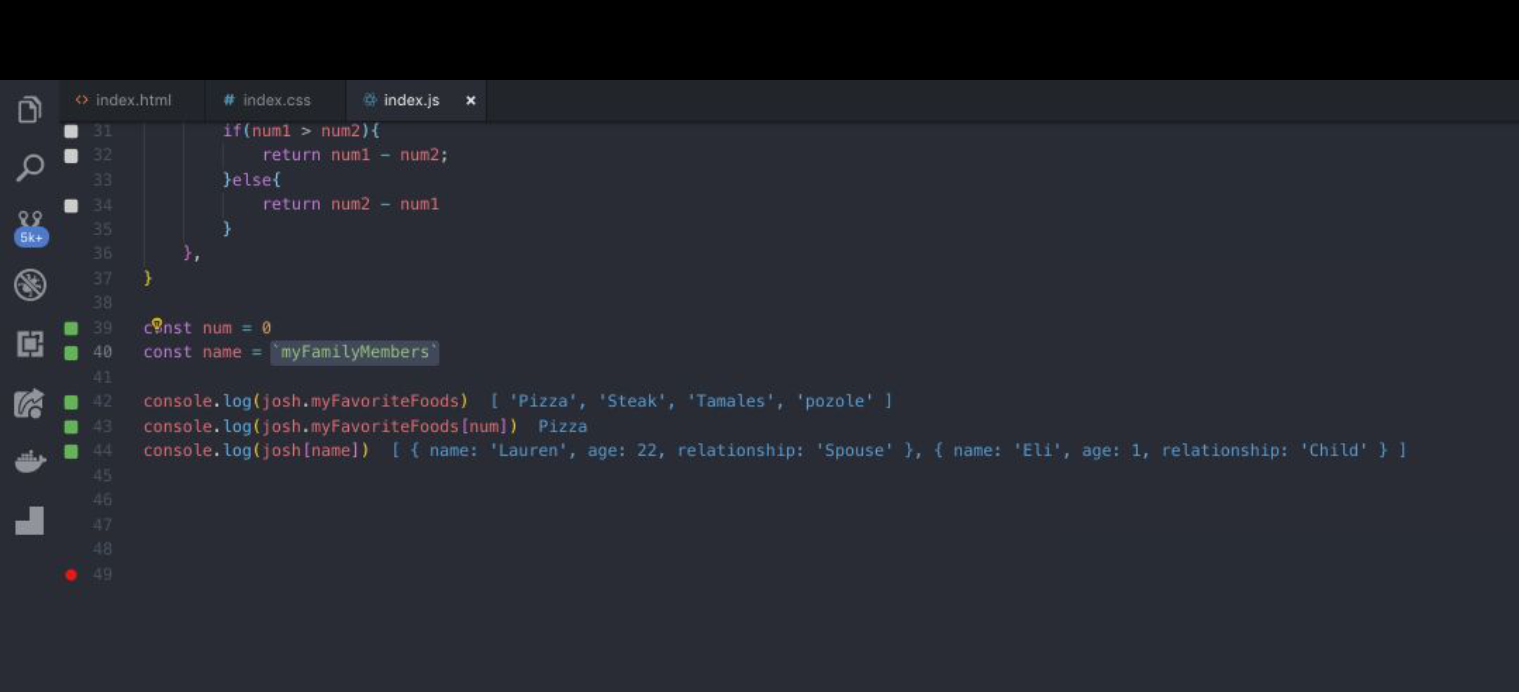 index.html
index.css
index.js
31 if(num1 > num2){
32 return num1 - num2;
33 }else{
5k+
34 return num2 - num1
35 }
36 },
37 }
38
39 const num = 0
40 const name = `myFamilyMembers`
41
42 console.log(josh.myFavoriteFoods) [ 'Pizza', 'Steak', 'Tamales', 'pozole' ]
43 console.log(josh.myFavoriteFoods[num]) Pizza
44 console.log(josh[name]) [ { name: 'Lauren', age: 22, relationship: 'Spouse' }, { name: 'Eli', age: 1, relationship: 'Child' } ]
45
46
47
48
49